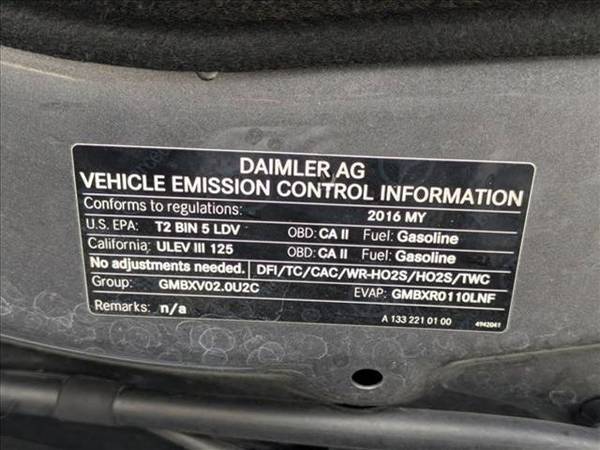 DAIMLER AG
VEHICLE EMISSION CONTROL INFORMATION
Conforms to regulations: 2016 MY
U.S. EPA: T2 BIN 5 LDV OBD: CA II Fuel: Gasoline
California: ULEV III 125 OBD: CA II Fuel: Gasoline
No adjustments needed. DFI/TC/CAC/WR-HO2S/HO2S/TWC
Group: GMBXV02.0U2C EVAP: GMBXR0110LNF
Remarks: n/a
A 133 221 01 00 4942041